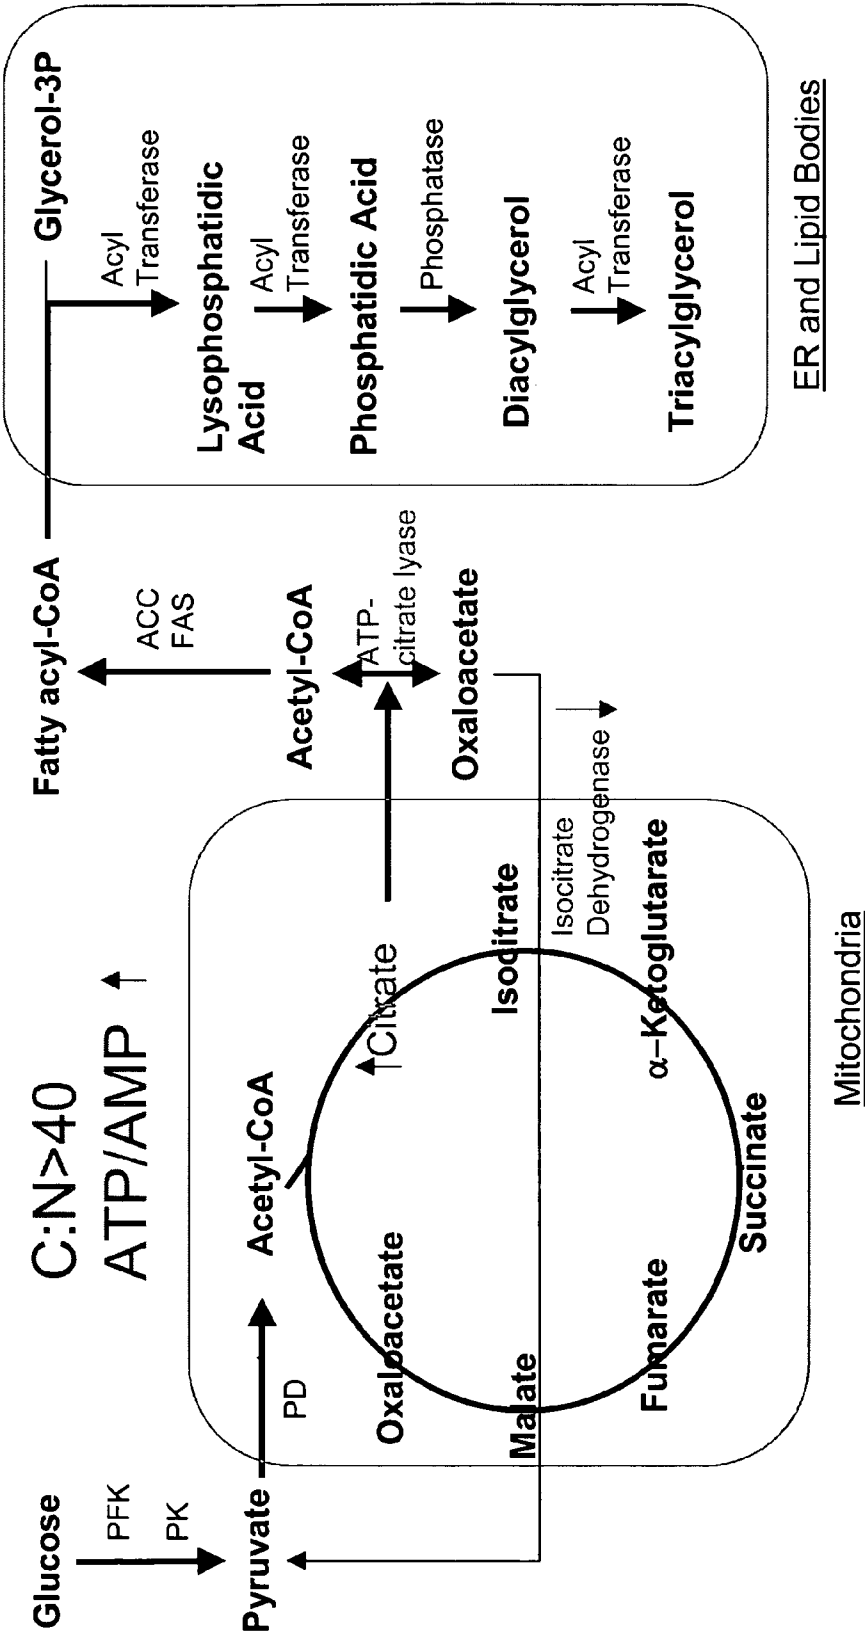 C:N>40
ATP/AMP
Glucose
PFK
PK
Pyruvate
PD
Acetyl-CoA
Citrate
Isocitrate
Isocitrate
Dehydrogenase
α–Ketoglutarate
Succinate
Fumarate
Malate
Oxaloacetate
Mitochondria
Fatty acyl-CoA
ACC
FAS
Acetyl-CoA
ATP-
citrate lyase
Oxaloacetate
Glycerol-3P
Acyl
Transferase
Lysophosphatidic
Acid
Acyl
Transferase
Phosphatidic Acid
Phosphatase
Diacylglycerol
Acyl
Transferase
Triacylglycerol
ER and Lipid Bodies